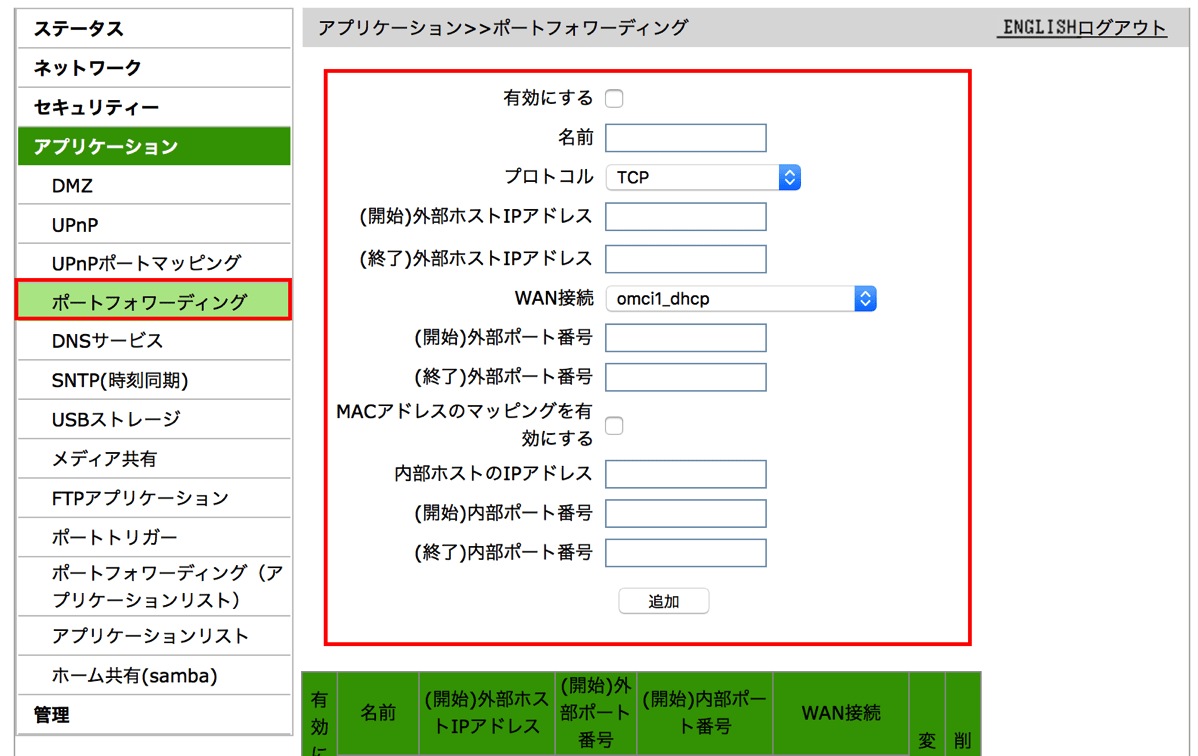 ステータス
ネットワーク
セキュリティー
アプリケーション
DMZ
UPnP
UPnPポートマッピング
ポートフォワーディング
DNSサービス
SNTP(時刻同期)
USBストレージ
メディア共有
FTPアプリケーション
ポートトリガー
ポートフォワーディング（ア
プリケーションリスト）
アプリケーションリスト
ホーム共有(samba)
管理
アプリケーション>>ポートフォワーディング
ENGLISHログアウト
有効にする
名前
プロトコル TCP
(開始)外部ホストIPアドレス
(終了)外部ホストIPアドレス
WAN接続 omci1_dhcp
(開始)外部ポート番号
(終了)外部ポート番号
MACアドレスのマッピングを有
効にする
内部ホストのIPアドレス
(開始)内部ポート番号
(終了)内部ポート番号
追加
有
効
に
名前
(開始)外部ホス
トIPアドレス
(開始)外
部ポート
番号
(開始)内部ポー
ト番号
WAN接続
変
削